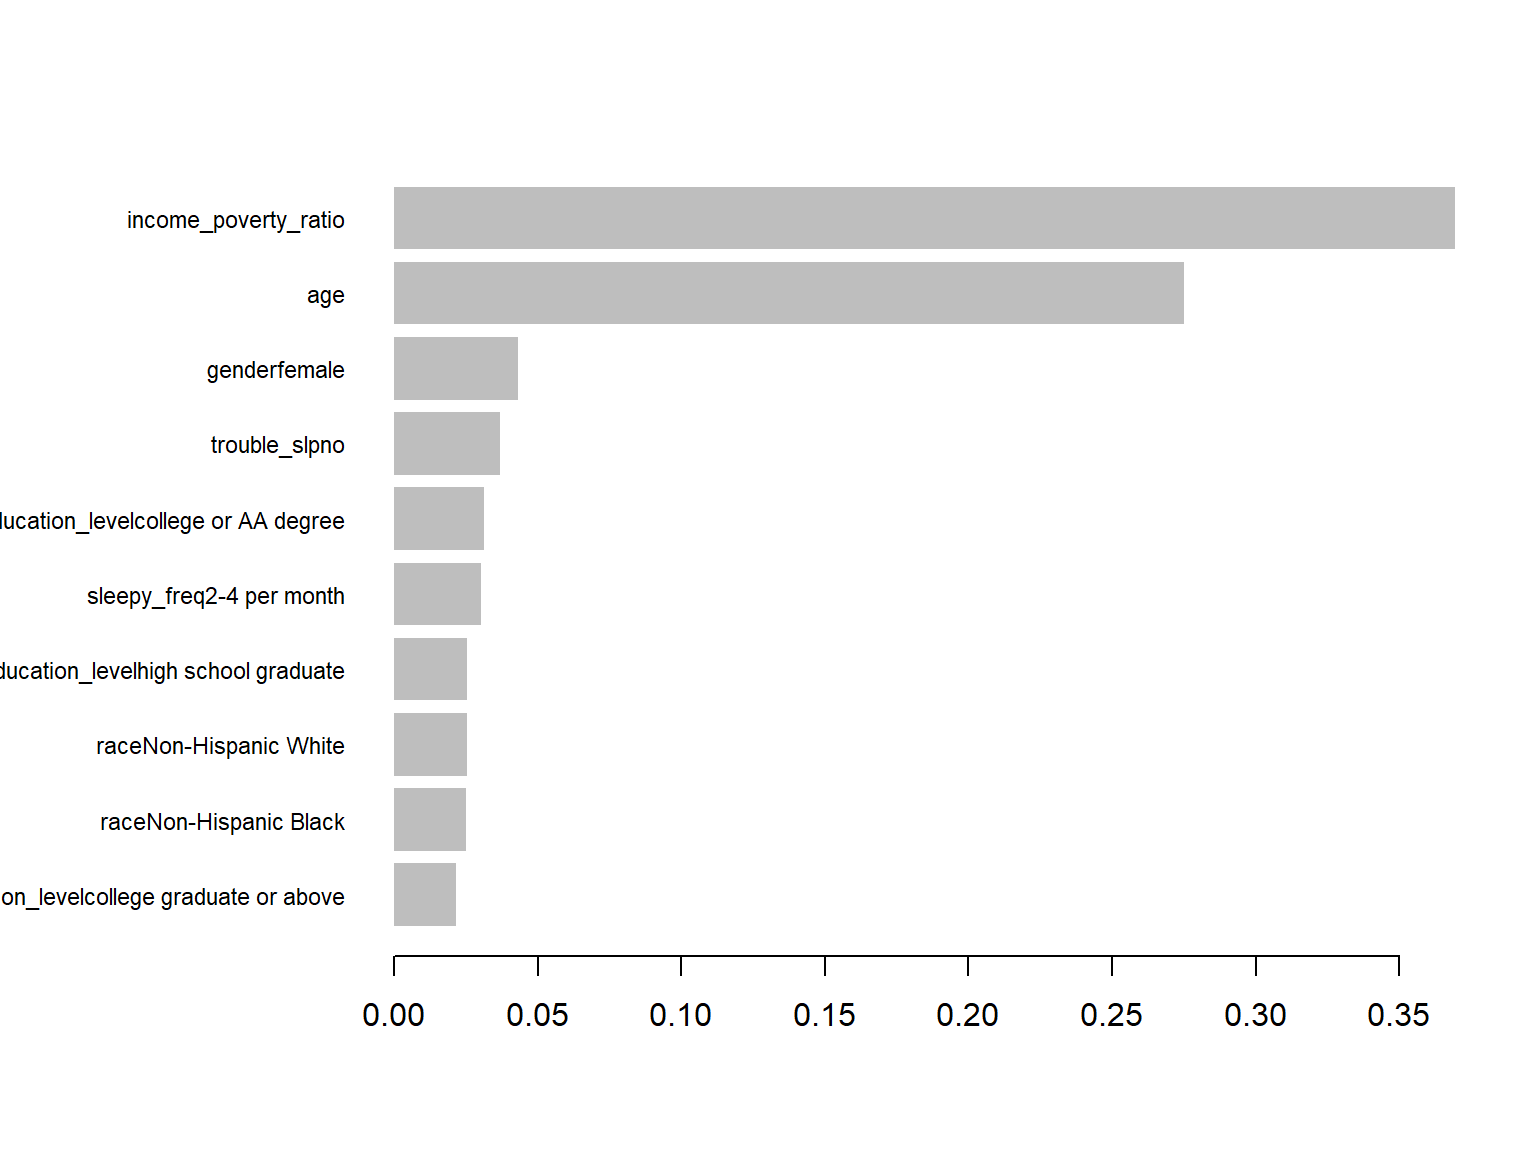 income_poverty_ratio
age
genderfemale
trouble_slpno
lucation_levelcollege or AA degree
sleepy_freq2-4 per month
ducation_levelhigh school graduate
raceNon-Hispanic White
raceNon-Hispanic Black
on_levelcollege graduate or above
0.00 0.05 0.10 0.15 0.20 0.25 0.30 0.35